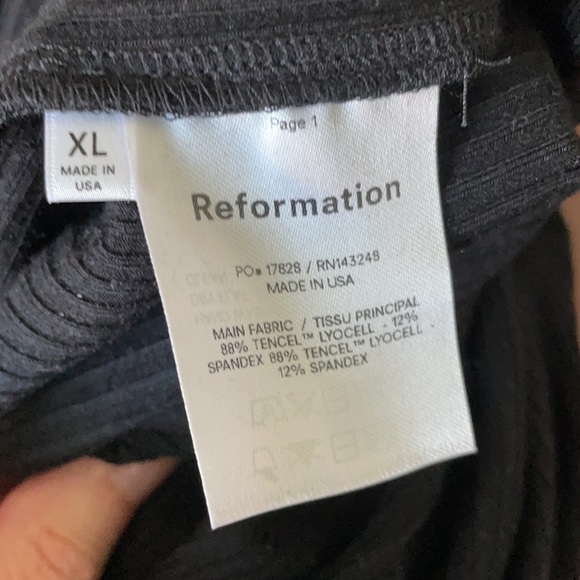 XL
MADE IN
USA
Page 1
Reformation
PO# 17828 / RN143248
MADE IN USA
MAIN FABRIC / TISSU PRINCIPAL
88% TENCEL™ LYOCELL - 12%
SPANDEX 88% TENCEL™ LYOCELL -
12% SPANDEX